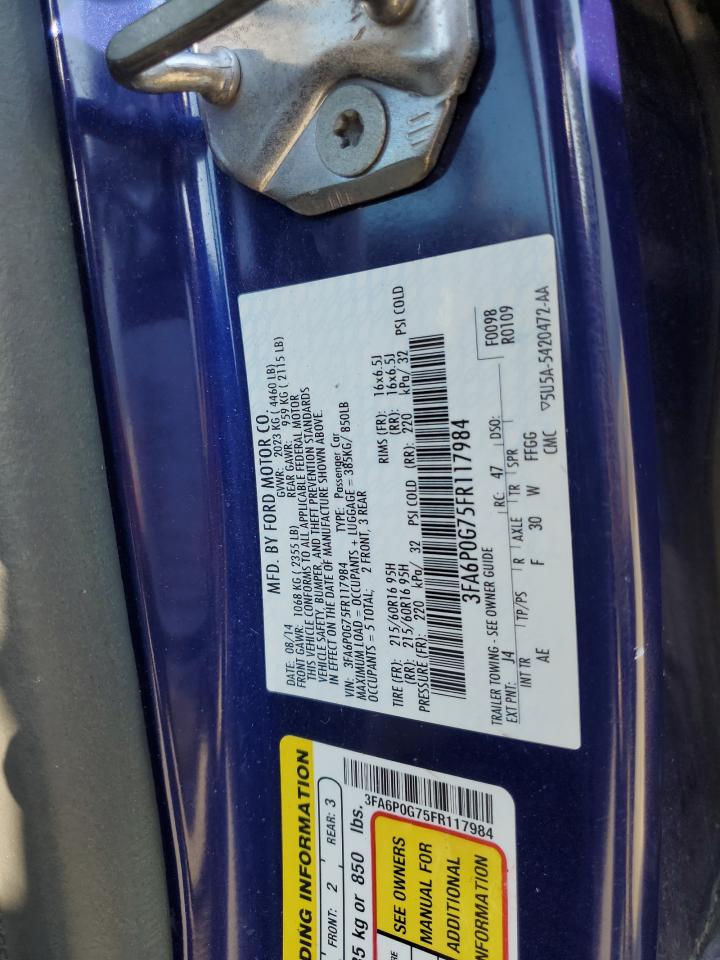 MFD. BY FORD MOTOR CO.
DATE: 08/14 GVWR: 2023 KG ( 4460 LB)
FRONT GAWR: 1068 KG ( 2355 LB) REAR GAWR: 959 KG ( 2115 LB)
THIS VEHICLE CONFORMS TO ALL APPLICABLE FEDERAL MOTOR
VEHICLE SAFETY, BUMPER, AND THEFT PREVENTION STANDARDS
IN EFFECT ON THE DATE OF MANUFACTURE SHOWN ABOVE.
VIN: 3FA6P0G75FR117984 TYPE: Passenger Car
MAXIMUM LOAD = OCCUPANTS + LUGGAGE = 385KG/ 850LB
OCCUPANTS = 5 TOTAL; 2 FRONT, 3 REAR
TIRE (FR): 215/60R16 95H RIMS (FR): 16x6.5J
(RR): 215/60R16 95H (RR): 16x6.5J
PRESSURE (FR): 220 kPa/ 32 PSI COLD (RR): 220 kPa/ 32 PSI COLD
3FA6P0G75FR117984
TRAILER TOWING - SEE OWNER GUIDE F0098
EXT PNT: J4 RC: 47 DSO: R0109
INT TR TP/PS R AXLE TR SPR
AE F 30 W FFGG
CMC ▽5U5A-5420472-AA
DING INFORMATION
FRONT: 2 REAR: 3
5 kg or 850 lbs.
3FA6P0G75FR117984
SEE OWNERS
MANUAL FOR
ADDITIONAL
INFORMATION